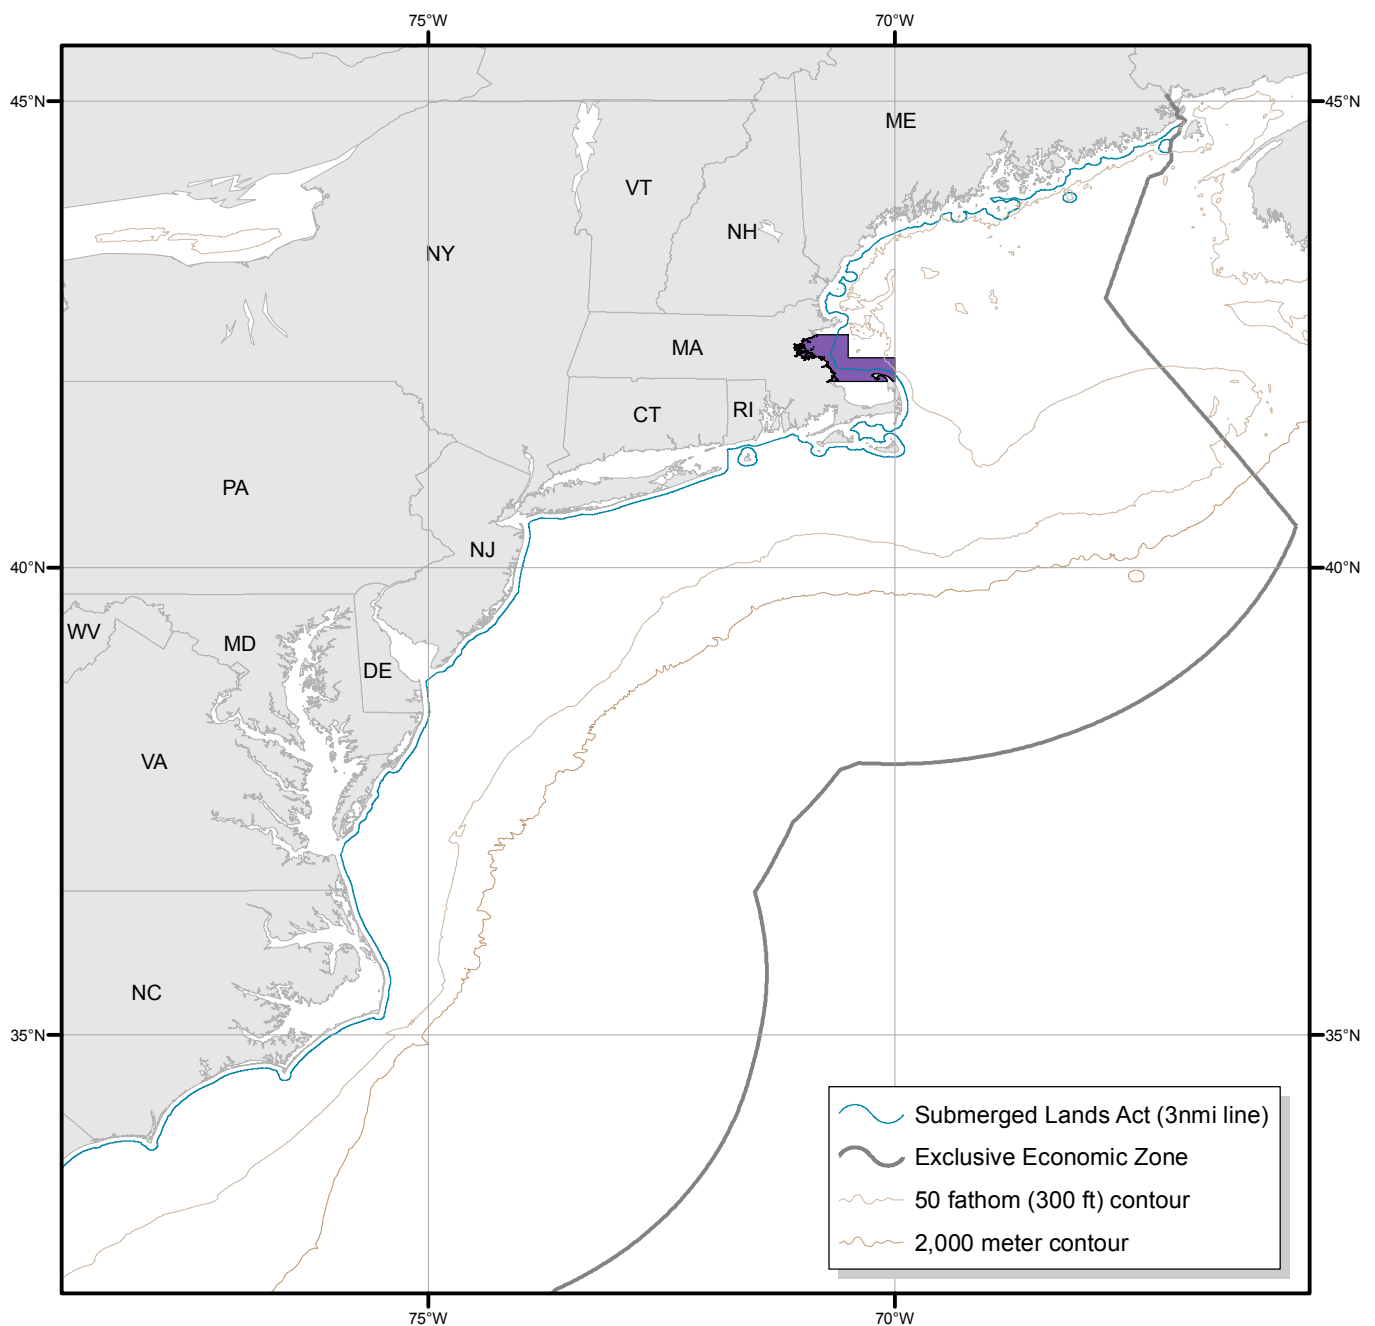 75°W 70°W
45°N 45°N
ME
VT
NH
NY
MA
RI
CT
PA
NJ
40°N 40°N
WV
MD
DE
VA
NC
35°N 35°N
Submerged Lands Act (3nmi line)
Exclusive Economic Zone
50 fathom (300 ft) contour
2,000 meter contour
75°W 70°W